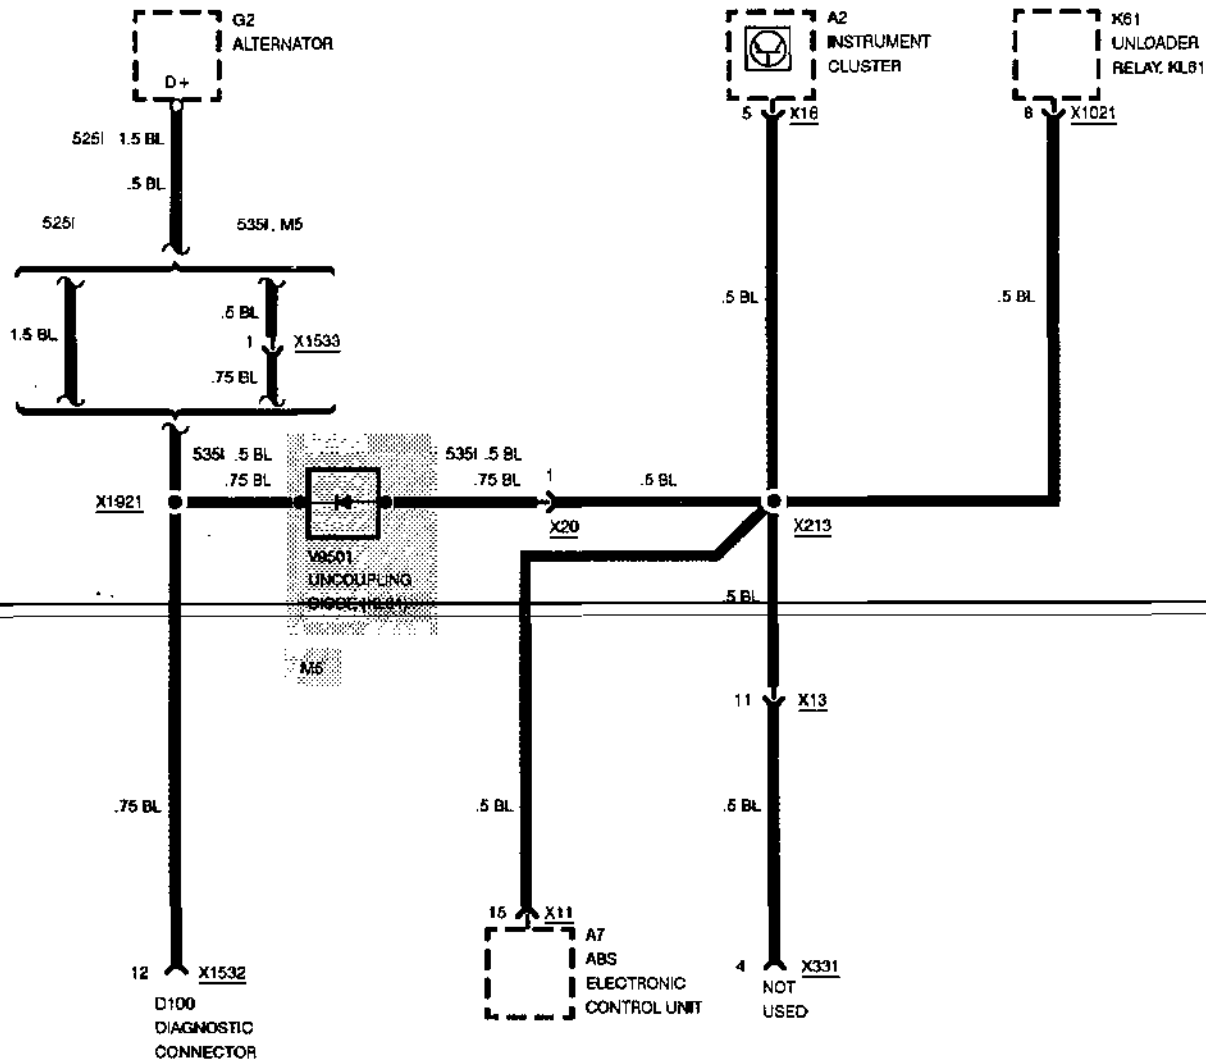 G2
ALTERNATOR
D+
A2
INSTRUMENT
CLUSTER
K61
UNLOADER
RELAY, KL61
5 X16
6 X1021
525I 1.5 BL
.5 BL
525I
535I, M5
1.5 BL
.5 BL
1 X1533
.75 BL
.5 BL
.5 BL
535I .5 BL
.75 BL
535I .5 BL
.75 BL
1
X20
.5 BL
X1921
X213
V9501
UNCOUPLING
DIODE
M5
.5 BL
11 X13
.75 BL
.5 BL
.5 BL
15 X11
A7
ABS
ELECTRONIC
CONTROL UNIT
12 X1532
D100
DIAGNOSTIC
CONNECTOR
4 X331
NOT
USED